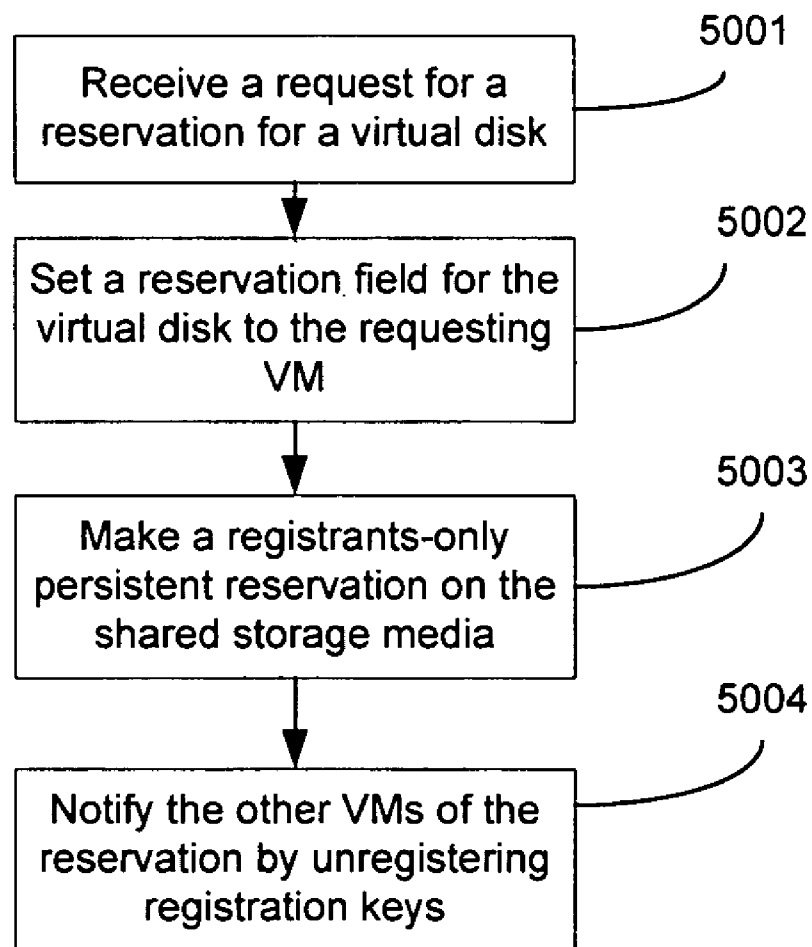 5001
Receive a request for a
reservation for a virtual disk
5002
Set a reservation field for the
virtual disk to the requesting
VM
5003
Make a registrants-only
persistent reservation on the
shared storage media
5004
Notify the other VMs of the
reservation by unregistering
registration keys